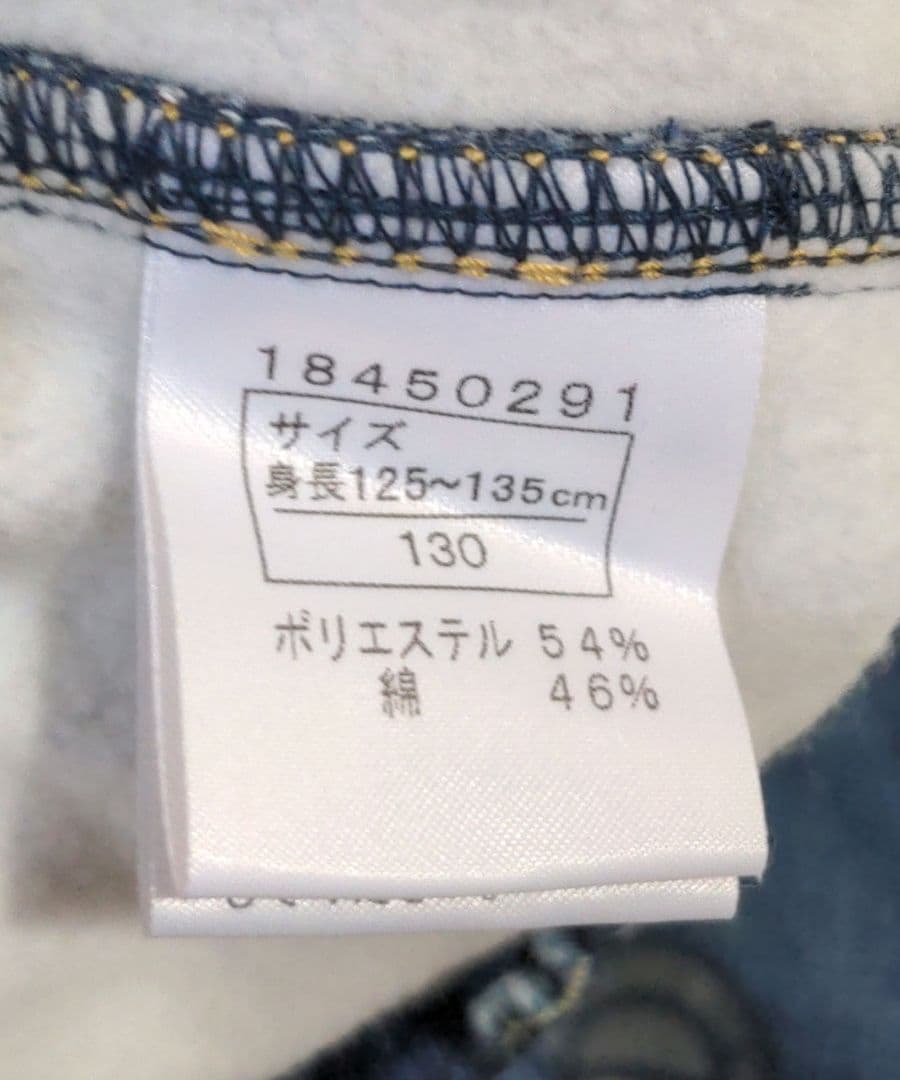 18450291
サイズ
身長125~135cm
130
ポリエステル 54%
綿 46%